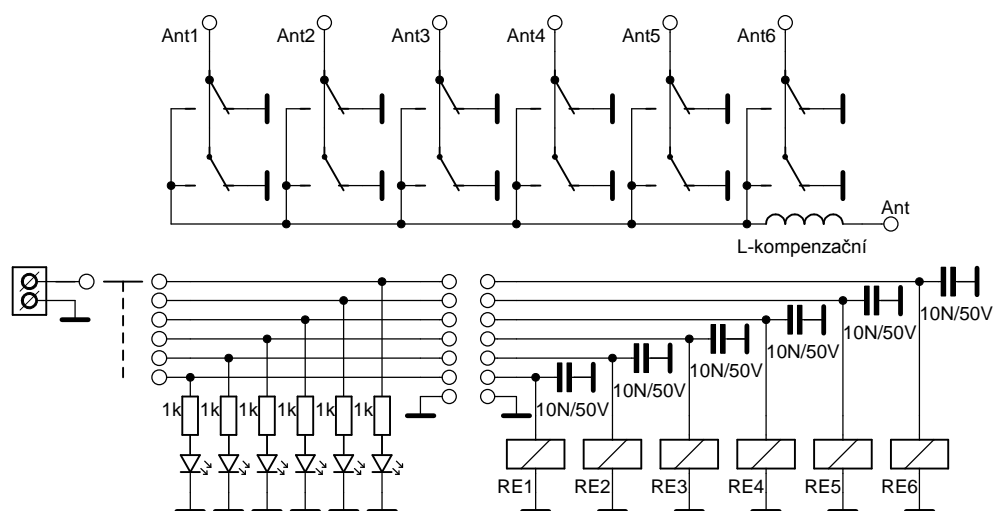 Ant1 Ant2 Ant3 Ant4 Ant5 Ant6
Ant
L-kompenzační
10N/50V
10N/50V
10N/50V
10N/50V
10N/50V
10N/50V
1k 1k 1k 1k 1k 1k
RE1 RE2 RE3 RE4 RE5 RE6